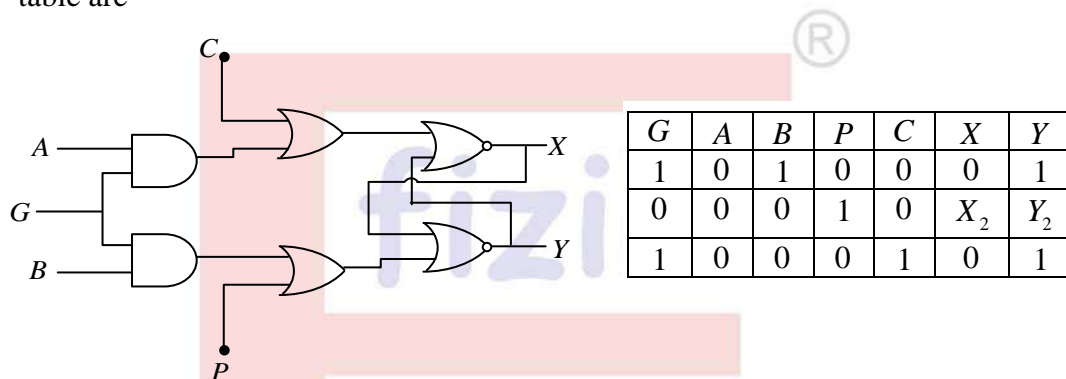 table are
®
C
A
G
B
P
X
Y
fizi
G A B P C X Y
1 0 1 0 0 0 1
0 0 0 1 0 X₂ Y₂
1 0 0 0 1 0 1